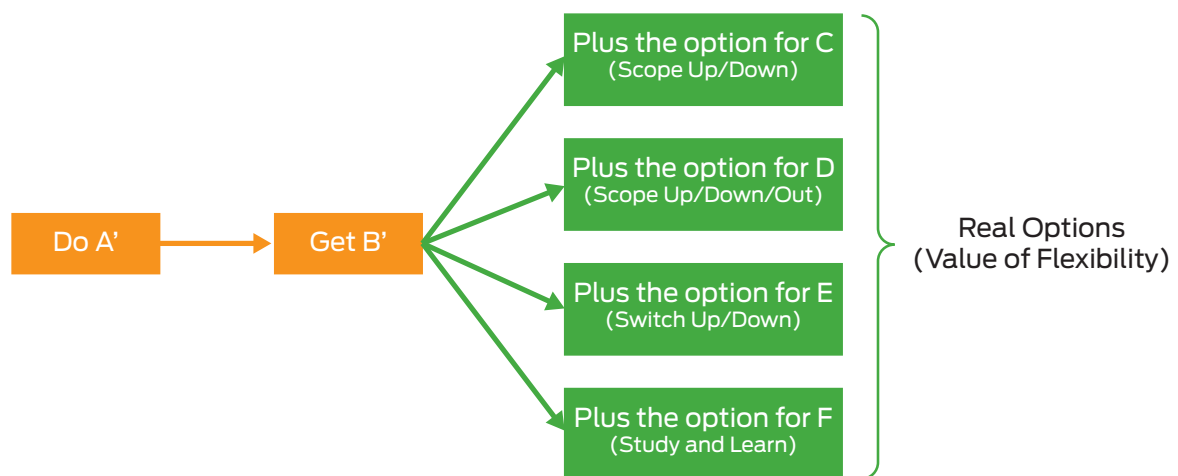 Do A’
Get B’
Plus the option for C
(Scope Up/Down)
Plus the option for D
(Scope Up/Down/Out)
Plus the option for E
(Switch Up/Down)
Plus the option for F
(Study and Learn)
Real Options
(Value of Flexibility)